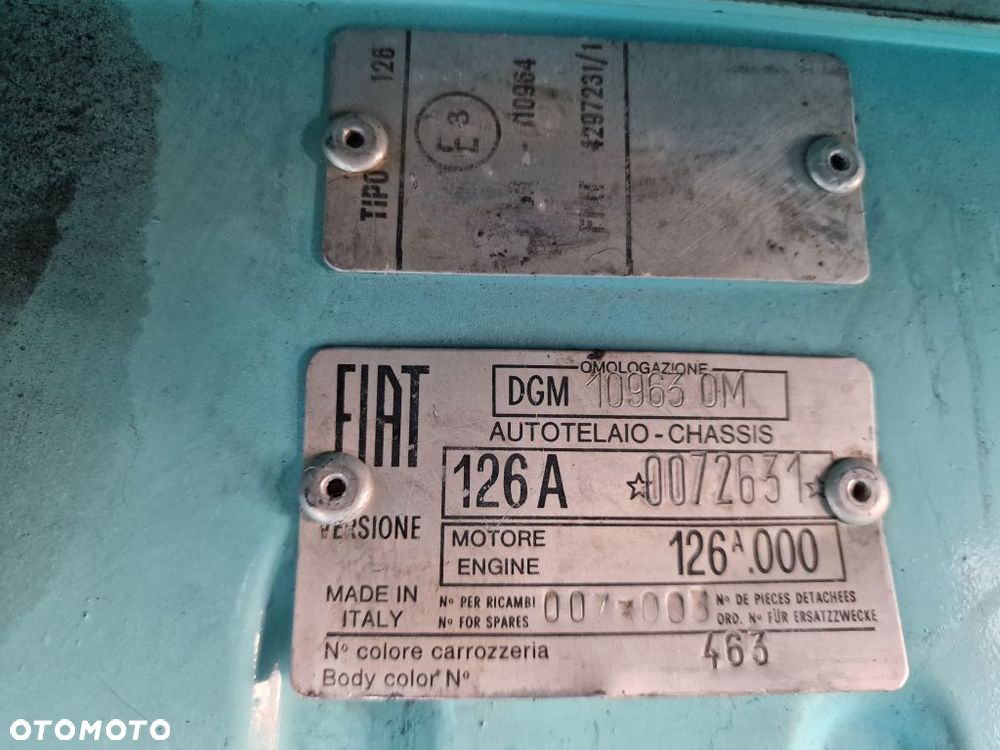 TIPO 126
E 3
10964
FIAT 4297231/1
FIAT
OMOLOGAZIONE
DGM 10963 OM
AUTOTELAIO - CHASSIS
126 A ☆0072631☆
VERSIONE
MOTORE
ENGINE
126A.000
MADE IN
ITALY
No PER RICAMBI
No FOR SPARES
007-003
No DE PIECES DETACHEES
ORD. No FÜR ERSATZZWECKE
No colore carrozzeria
Body color No
463
OTOMOTO